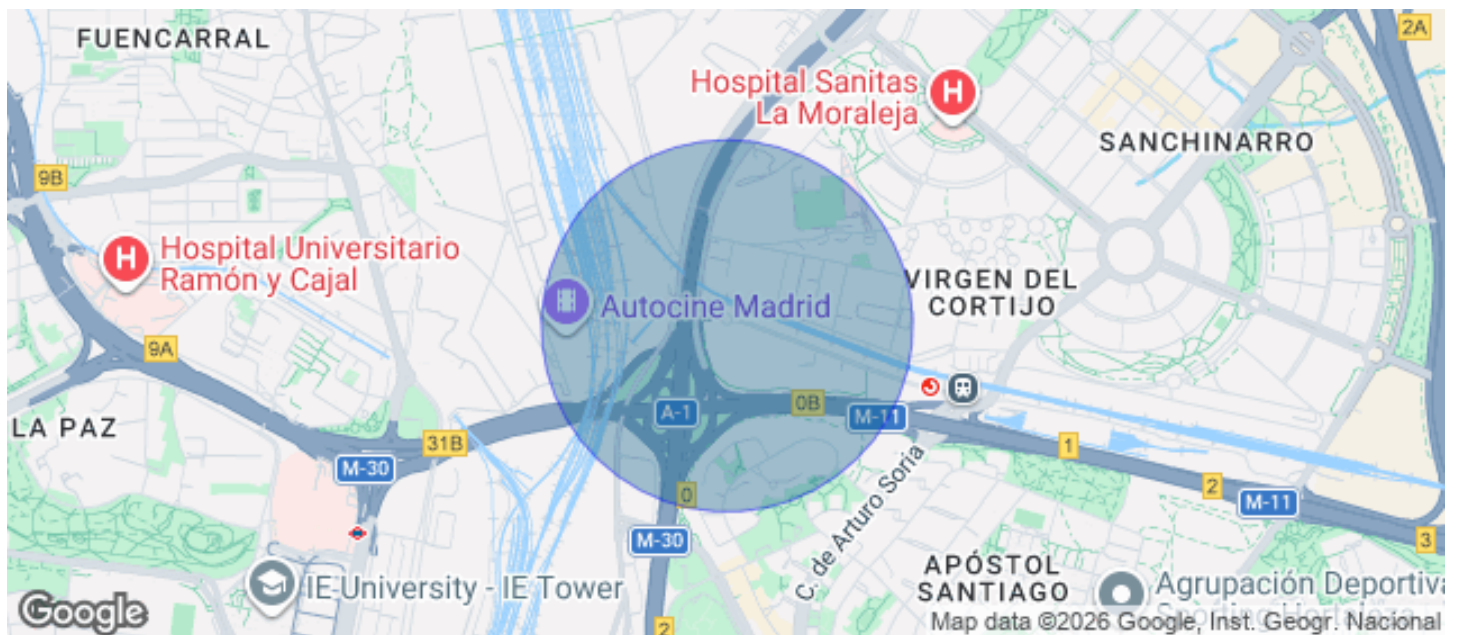 FUENCARRAL
2A
Hospital Sanitas
La Moraleja
H
SANCHINARRO
9B
H
Hospital Universitario
Ramón y Cajal
VIRGEN DEL
CORTIJO
Autocine Madrid
9A
0B
A-1
M-11
LA PAZ
31B
1
M-30
2
0
M-11
C. de Arturo Soria
M-30
3
APÓSTOL
SANTIAGO
IE University - IE Tower
Agrupación Deportiva
Google
2
Map data ©2026 Google, Inst. Geogr. Nacional